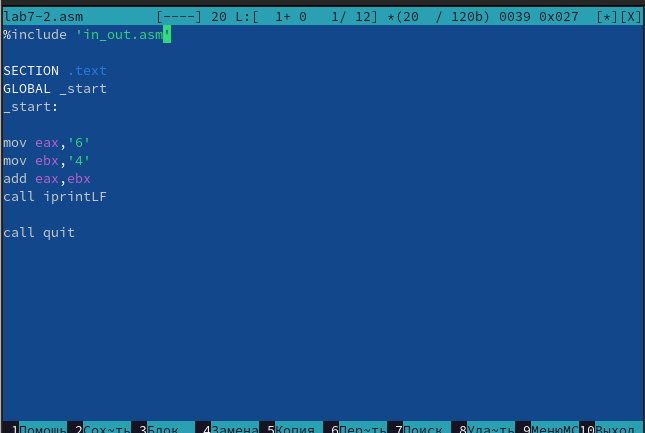 lab7-2.asm [----] 20 L:[ 1+ 0 1/ 12] *(20 / 120b) 0039 0x027 [*][X]
%include 'in_out.asm'
SECTION .text
GLOBAL _start
_start:
mov eax,'6'
mov ebx,'4'
add eax,ebx
call iprintLF
call quit
1Помощь 2Сох~ть 3Блок 4Замена 5Копия 6Пер~ть 7Поиск 8Уда~ть 9МенюMC 10Выход